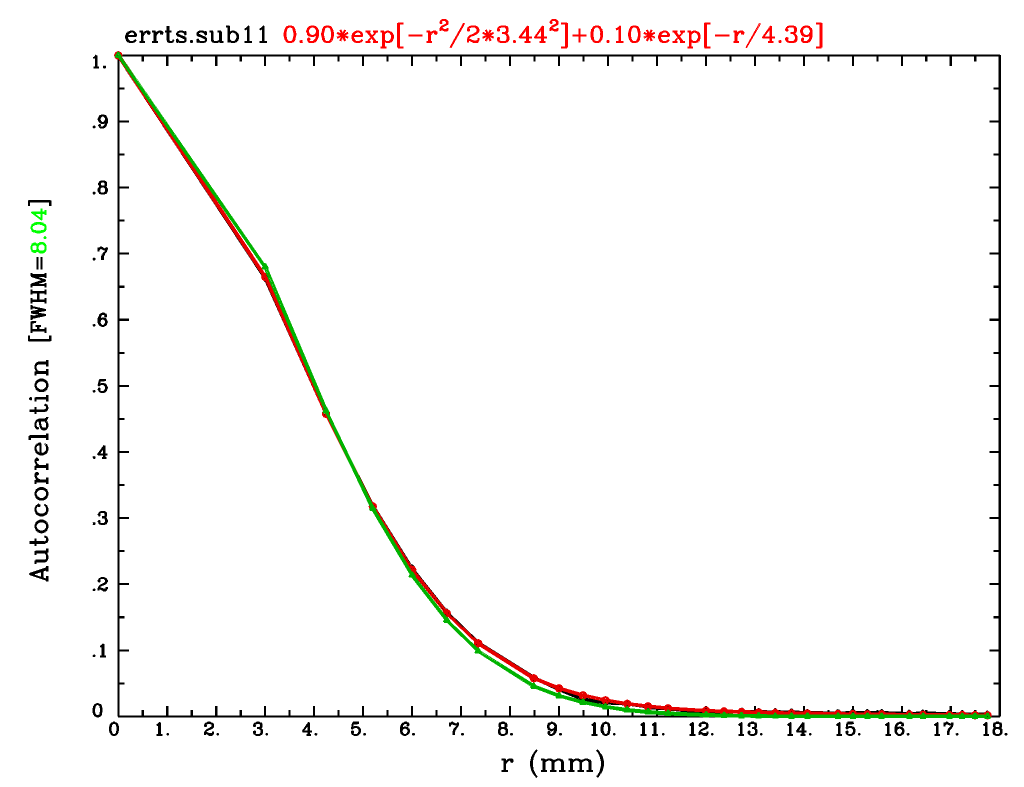 errts.sub11 0.90*exp[-r²/2*3.44²]+0.10*exp[-r/4.39]
1.
.9
.8
.7
.6
.5
.4
.3
.2
.1
0
Autocorrelation [FWHM=8.04]
0 1. 2. 3. 4. 5. 6. 7. 8. 9. 10. 11. 12. 13. 14. 15. 16. 17. 18.
r (mm)